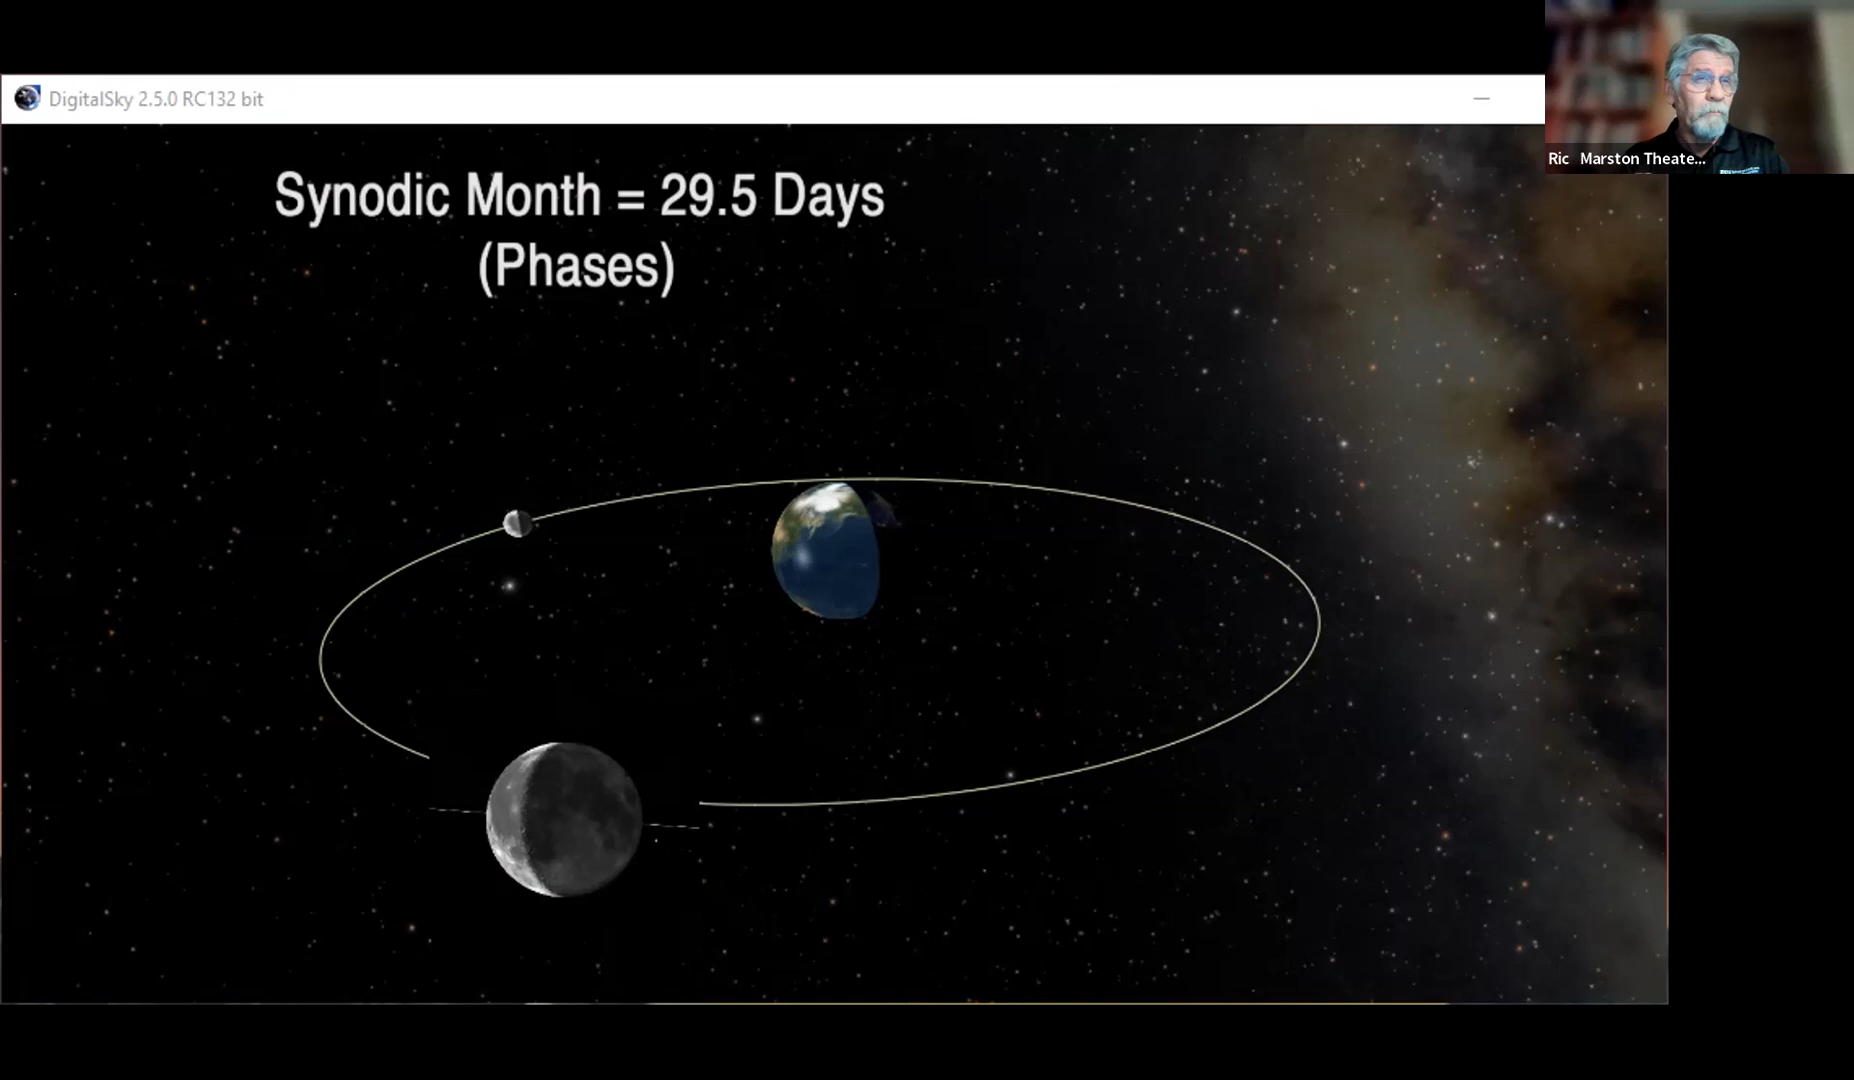 DigitalSky 2.5.0 RC132 bit
Synodic Month = 29.5 Days
(Phases)
Ric Marston Theate...